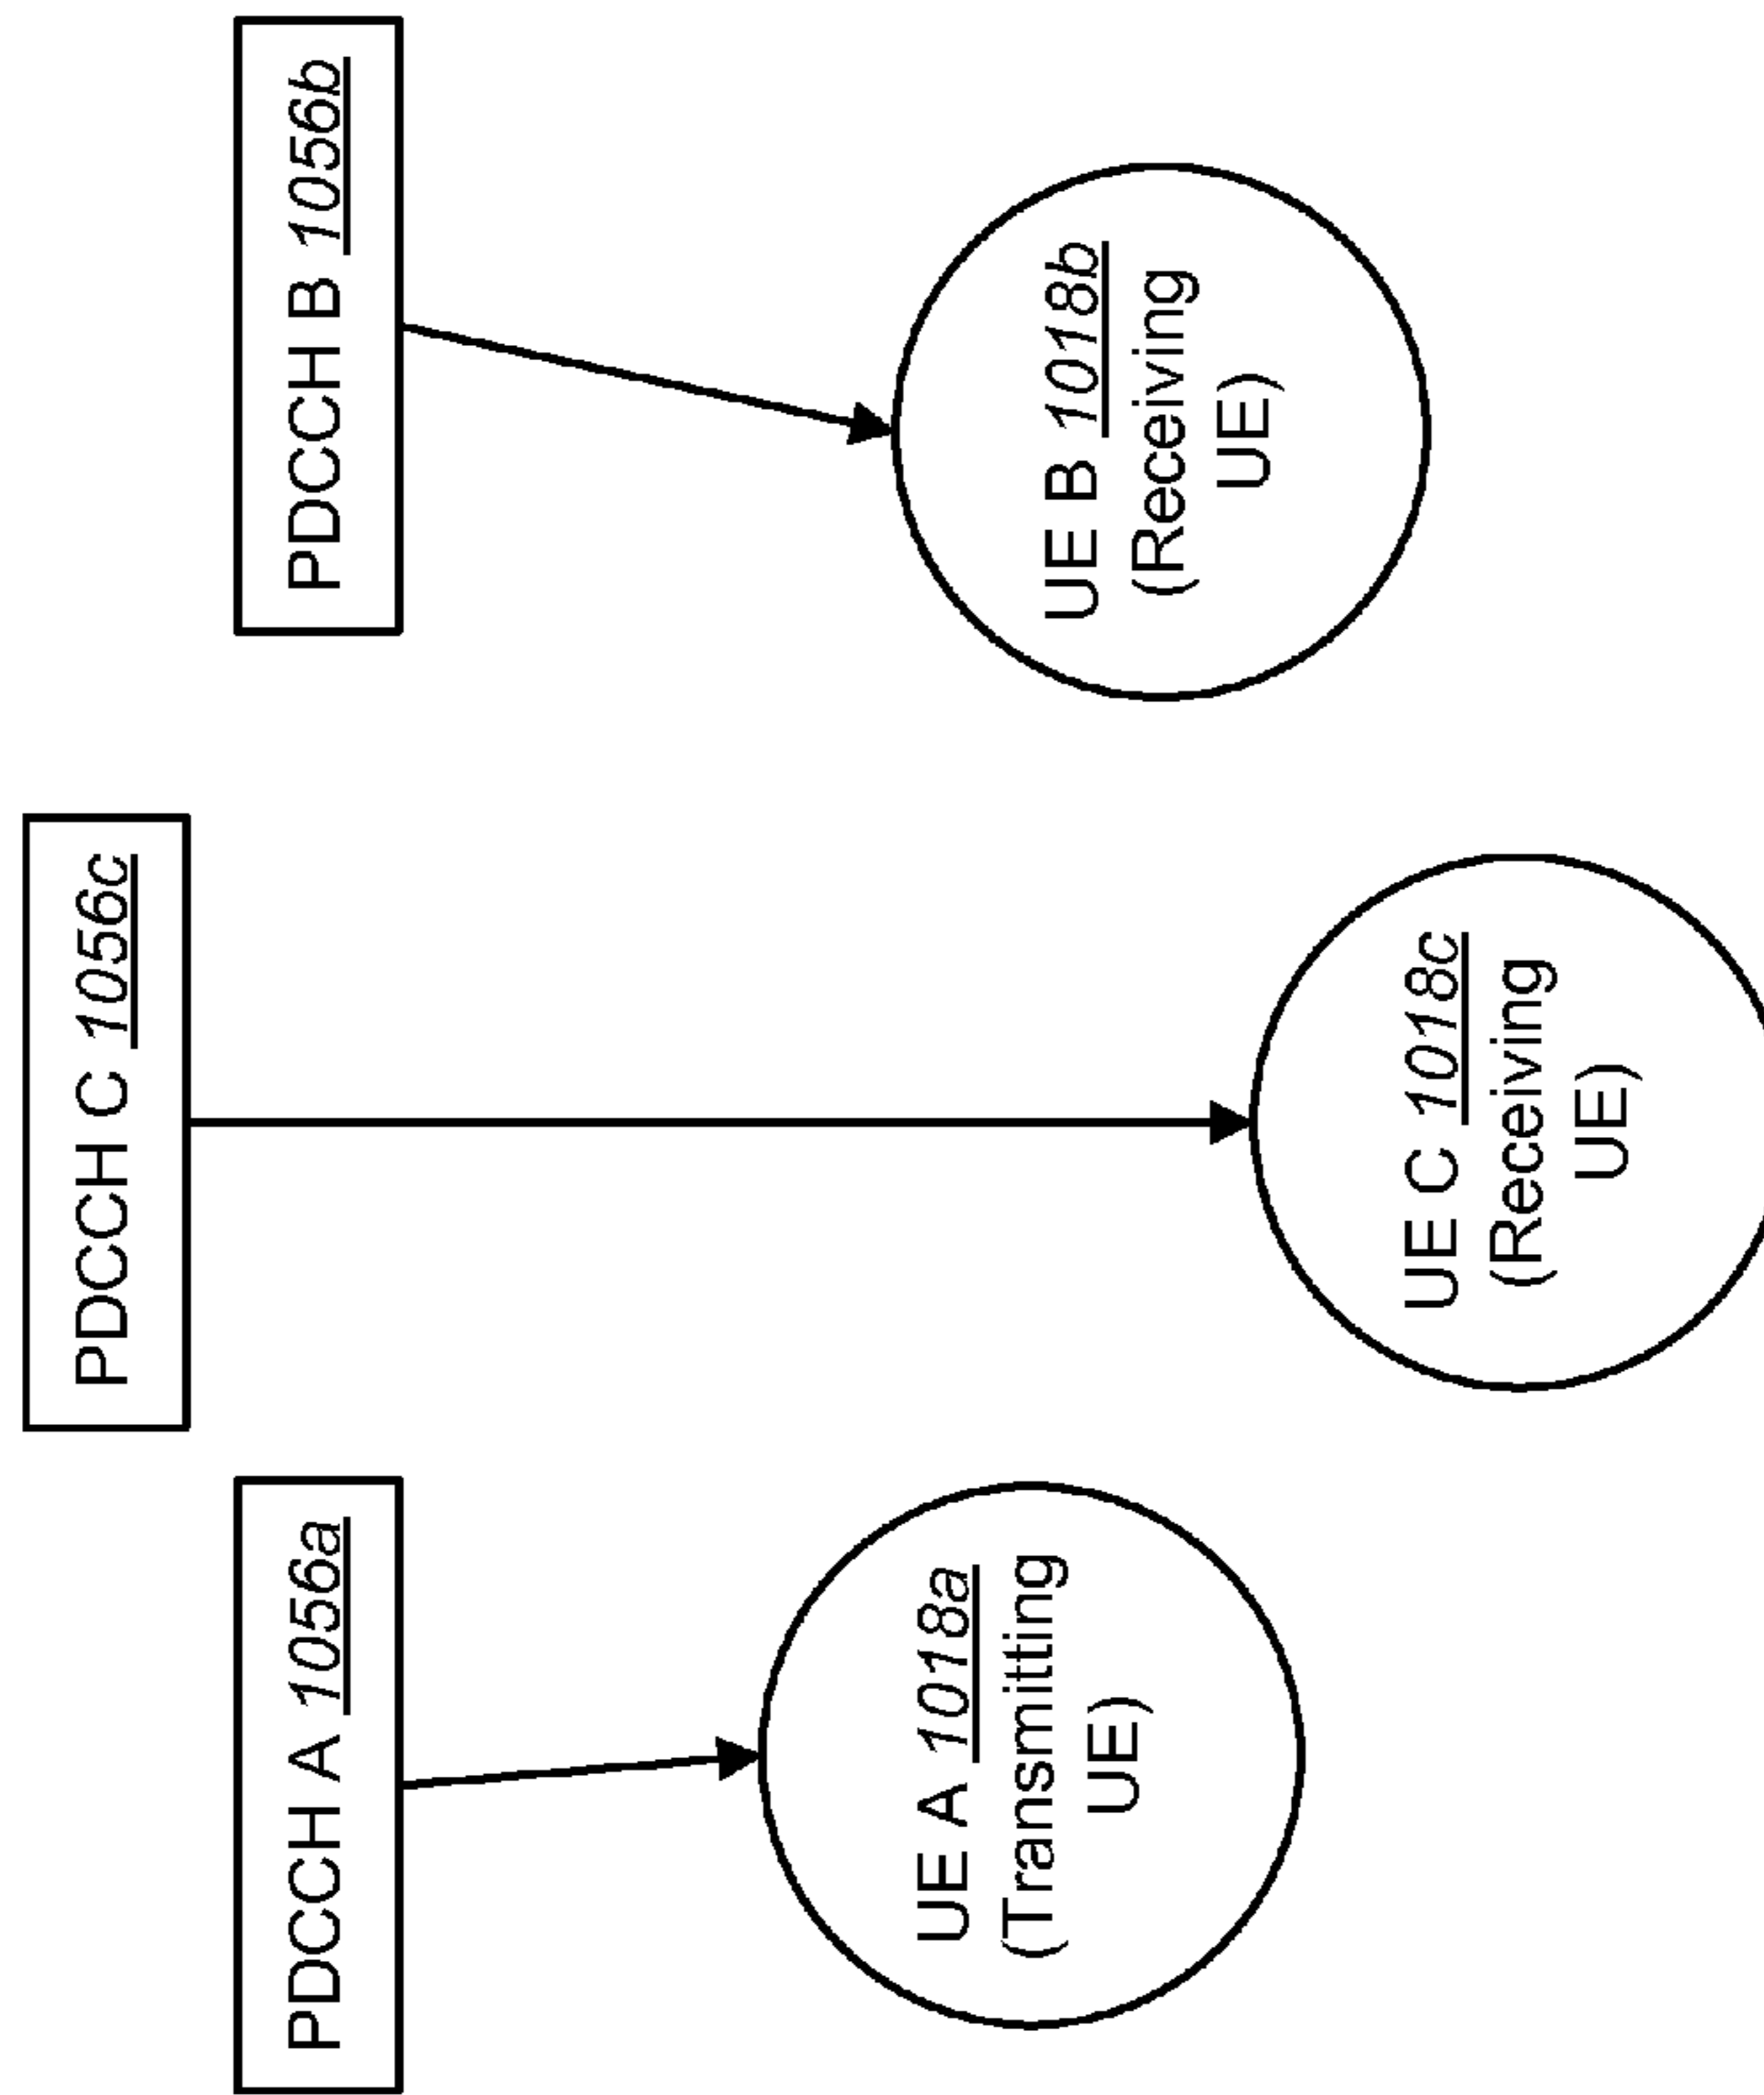 PDCCH C 1056c
PDCCH A 1056a
PDCCH B 1056b
UE A 1018a
(Transmitting
UE)
UE B 1018b
(Receiving
UE)
UE C 1018c
(Receiving
UE)